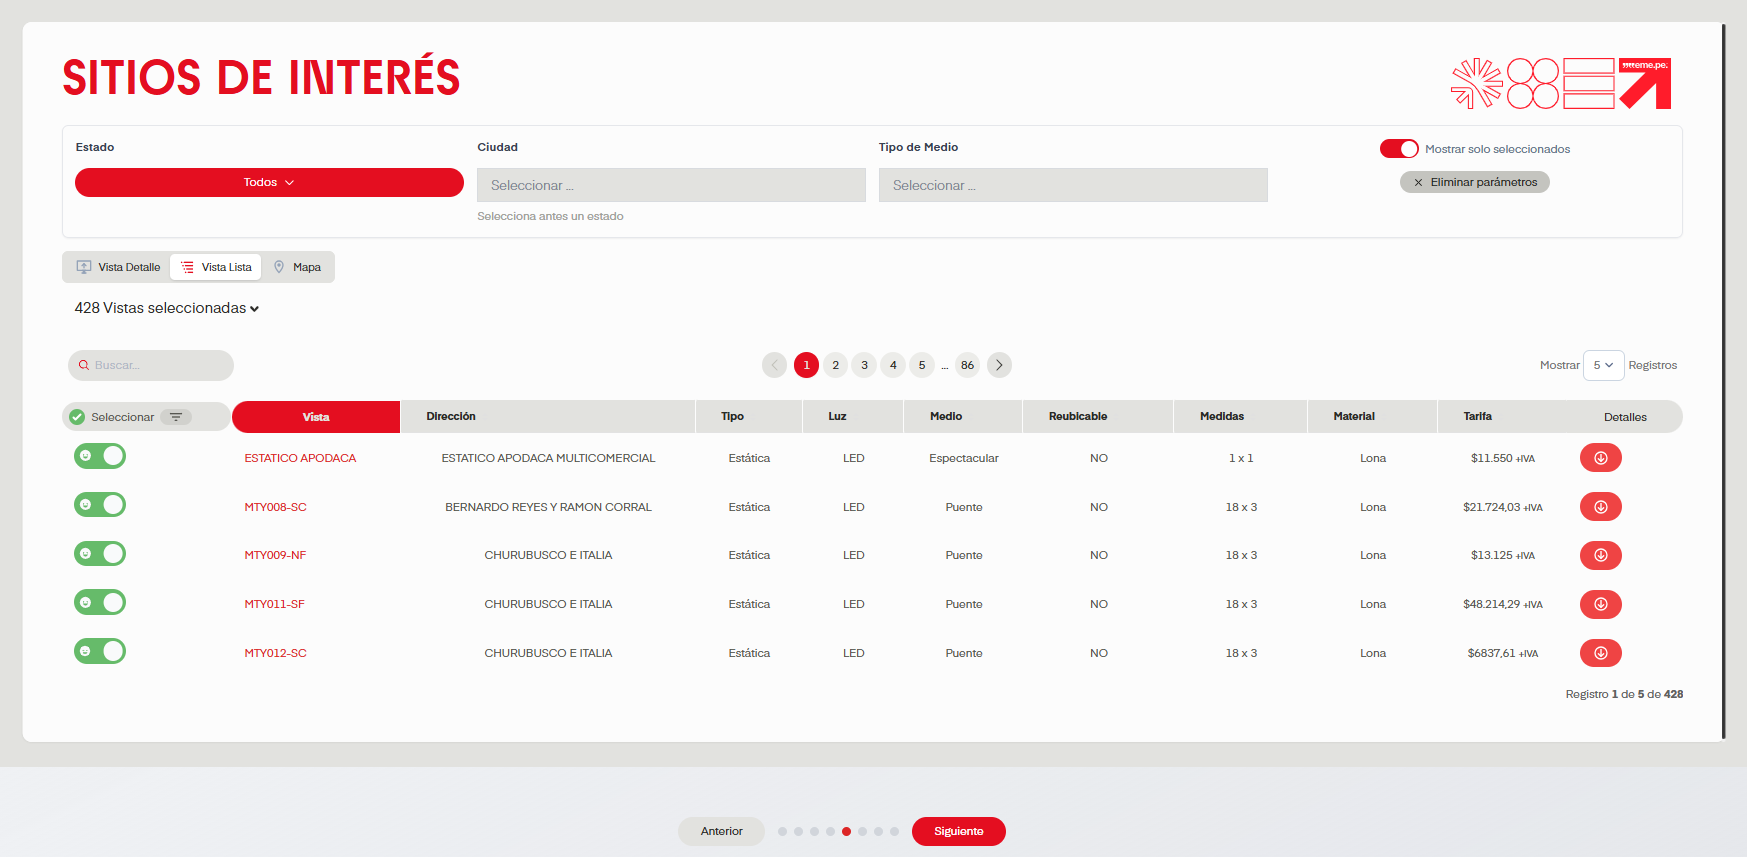 SITIOS DE INTERÉS
meme.pe.
Estado
Ciudad
Tipo de Medio
Mostrar solo seleccionados
Todos
Seleccionar ...
Seleccionar ...
Eliminar parámetros
Selecciona antes un estado
Vista Detalle
Vista Lista
Mapa
428 Vistas seleccionadas
Buscar...
1 2 3 4 5 ... 86
Mostrar 5 Registros
Seleccionar Vista Dirección Tipo Luz Medio Reubicable Medidas Material Tarifa Detalles
ESTATICO APODACA ESTATICO APODACA MULTICOMERCIAL Estática LED Espectacular NO 1 x 1 Lona $11.550 +IVA
MTY008-SC BERNARDO REYES Y RAMON CORRAL Estática LED Puente NO 18 x 3 Lona $21.724,03 +IVA
MTY009-NF CHURUBUSCO E ITALIA Estática LED Puente NO 18 x 3 Lona $13.125 +IVA
MTY011-SF CHURUBUSCO E ITALIA Estática LED Puente NO 18 x 3 Lona $48.214,29 +IVA
MTY012-SC CHURUBUSCO E ITALIA Estática LED Puente NO 18 x 3 Lona $6837,61 +IVA
Registro 1 de 5 de 428
Anterior
Siguiente